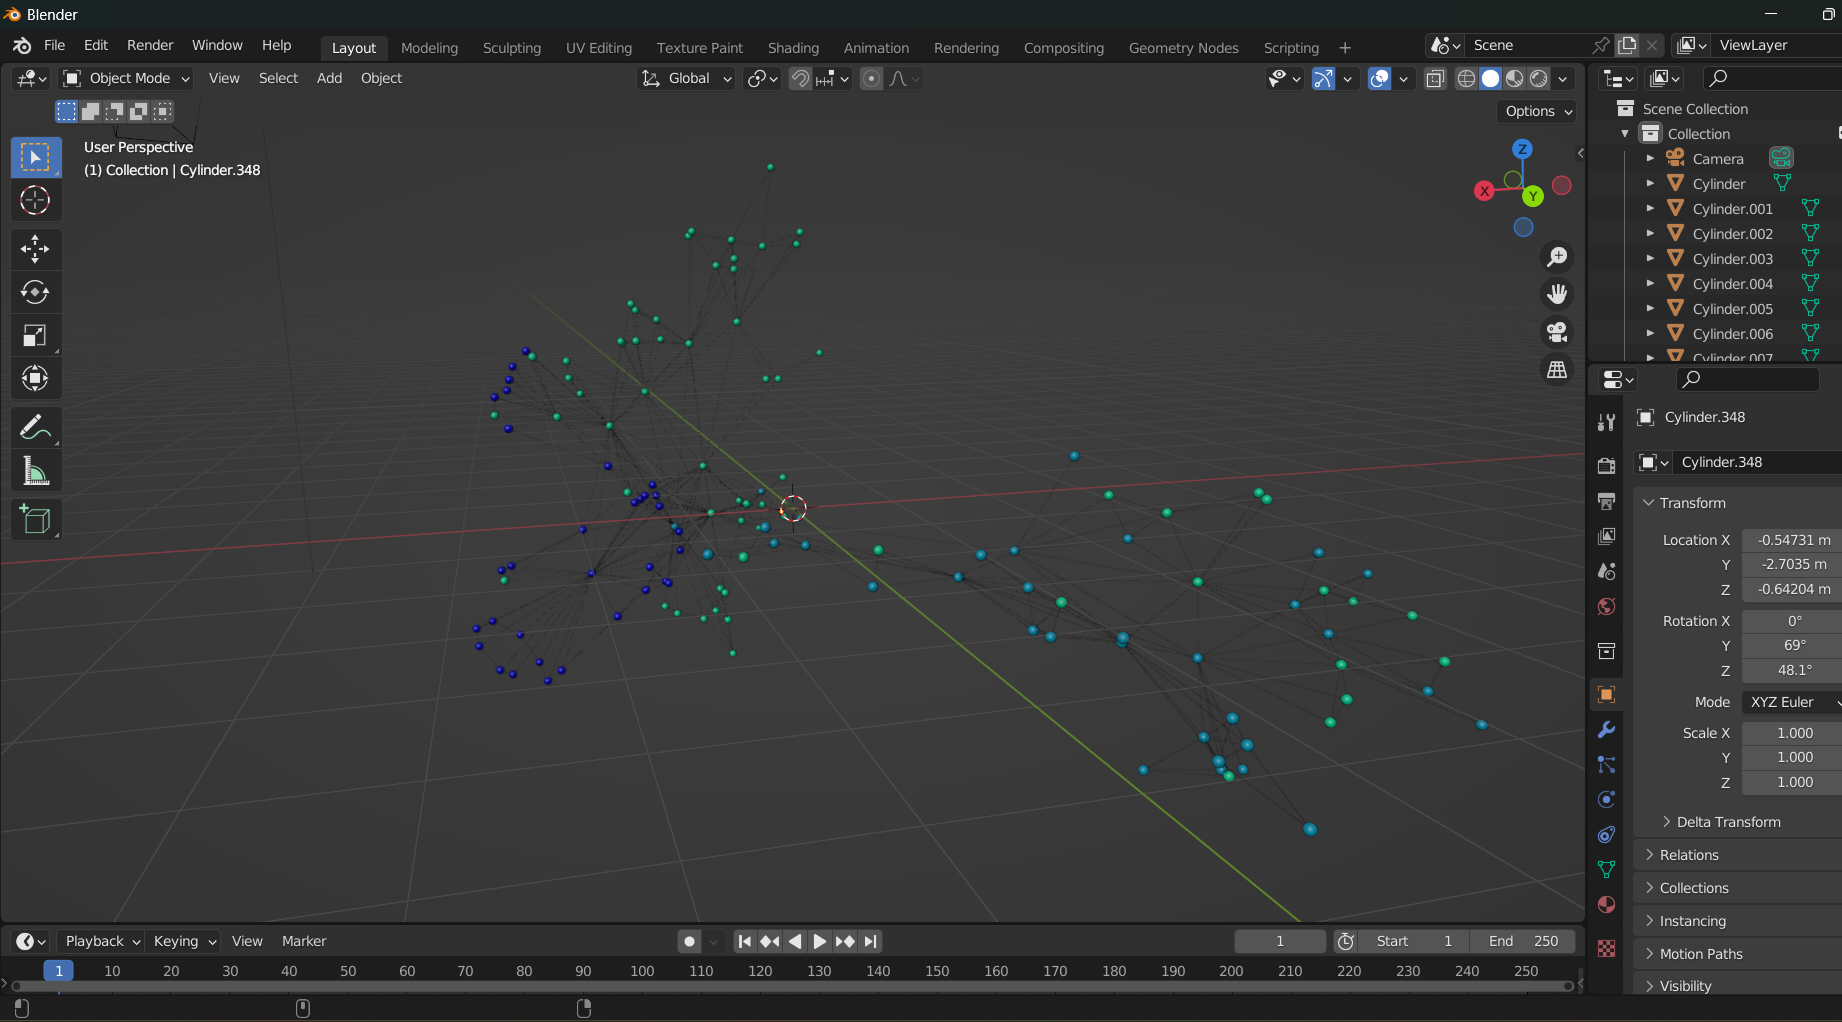 Blender
File Edit Render Window Help Layout Modeling Sculpting UV Editing Texture Paint Shading Animation Rendering Compositing Geometry Nodes Scripting + Scene ViewLayer
Object Mode View Select Add Object Global
Options
User Perspective
(1) Collection | Cylinder.348
Z
X
Y
Scene Collection
Collection
Camera
Cylinder
Cylinder.001
Cylinder.002
Cylinder.003
Cylinder.004
Cylinder.005
Cylinder.006
Cylinder.007
Cylinder.348
Cylinder.348
Transform
Location X -0.54731 m
Y -2.7035 m
Z -0.64204 m
Rotation X 0°
Y 69°
Z 48.1°
Mode XYZ Euler
Scale X 1.000
Y 1.000
Z 1.000
Delta Transform
Relations
Collections
Instancing
Motion Paths
Visibility
Playback Keying View Marker 1 Start 1 End 250
1 10 20 30 40 50 60 70 80 90 100 110 120 130 140 150 160 170 180 190 200 210 220 230 240 250